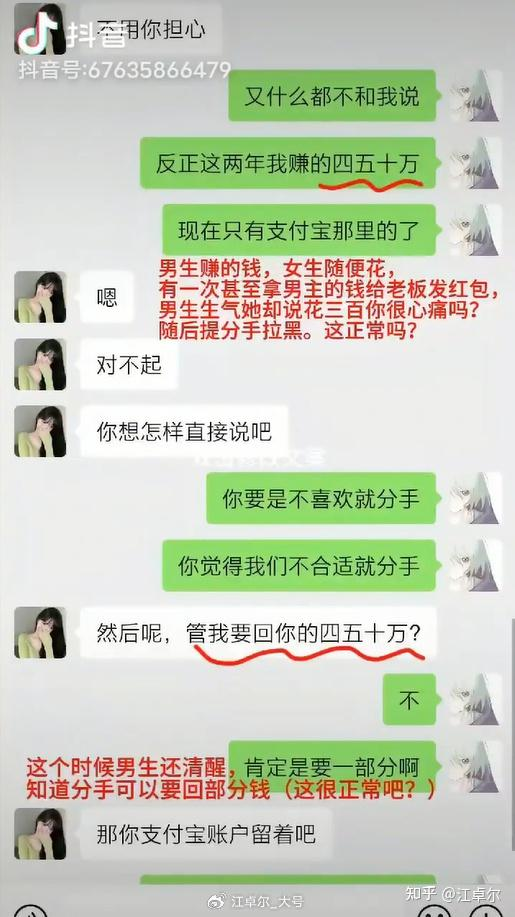 抖音
不用你担心
抖音号:67635866479
又什么都不和我说
反正这两年我赚的四五十万
现在只有支付宝那里的了
男生赚的钱，女生随便花，
有一次甚至拿男主的钱给老板发红包，
男生生气她却说花三百你很心痛吗？
随后提分手拉黑。这正常吗？
嗯
对不起
你想怎样直接说吧
你要是不喜欢就分手
你觉得我们不合适就分手
然后呢，管我要回你的四五十万？
不
肯定是要一部分啊
这个时候男生还清醒，
知道分手可以要回部分钱（这很正常吧？）
那你支付宝账户留着吧
江卓尔_大号
知乎 @江卓尔